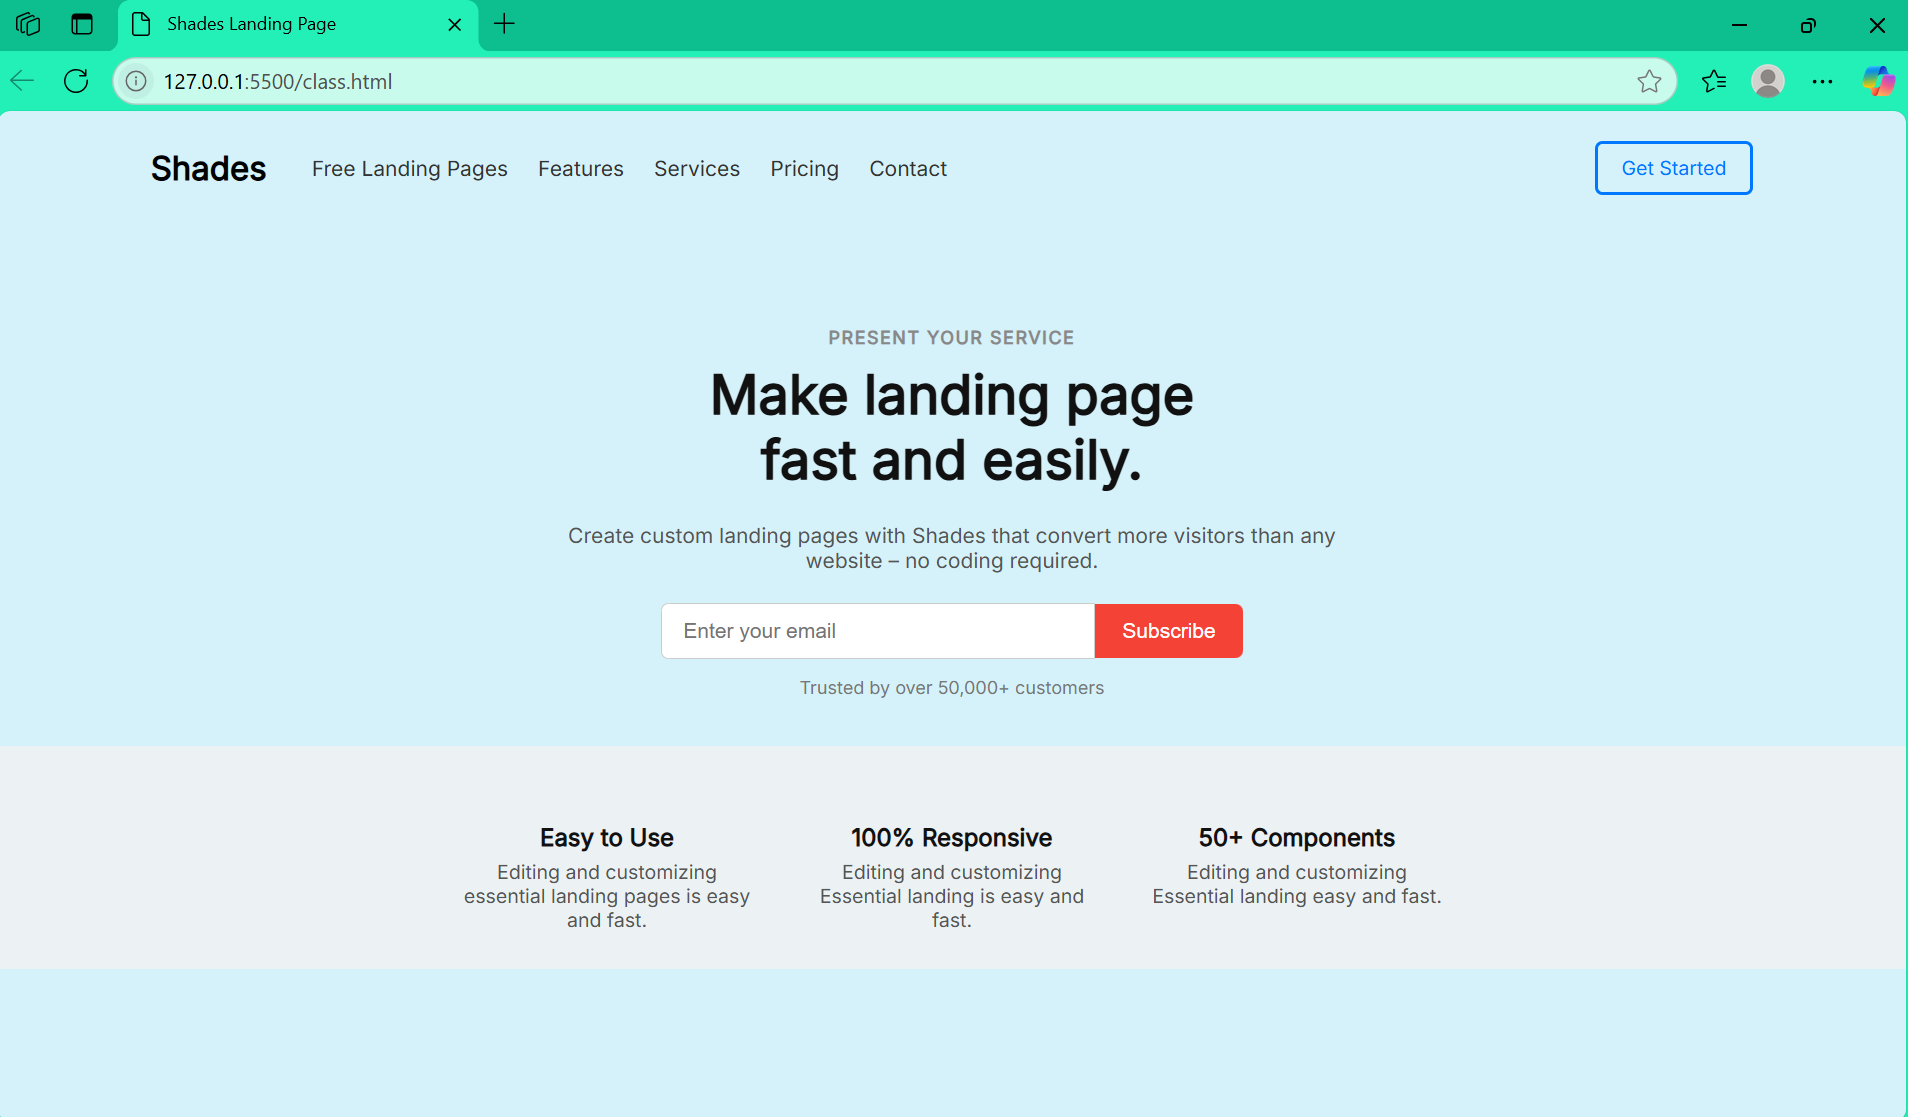 Shades Landing Page
127.0.0.1:5500/class.html
Shades Free Landing Pages Features Services Pricing Contact Get Started
PRESENT YOUR SERVICE
Make landing page
fast and easily.
Create custom landing pages with Shades that convert more visitors than any
website – no coding required.
Enter your email Subscribe
Trusted by over 50,000+ customers
Easy to Use
Editing and customizing
essential landing pages is easy
and fast.
100% Responsive
Editing and customizing
Essential landing is easy and
fast.
50+ Components
Editing and customizing
Essential landing easy and fast.